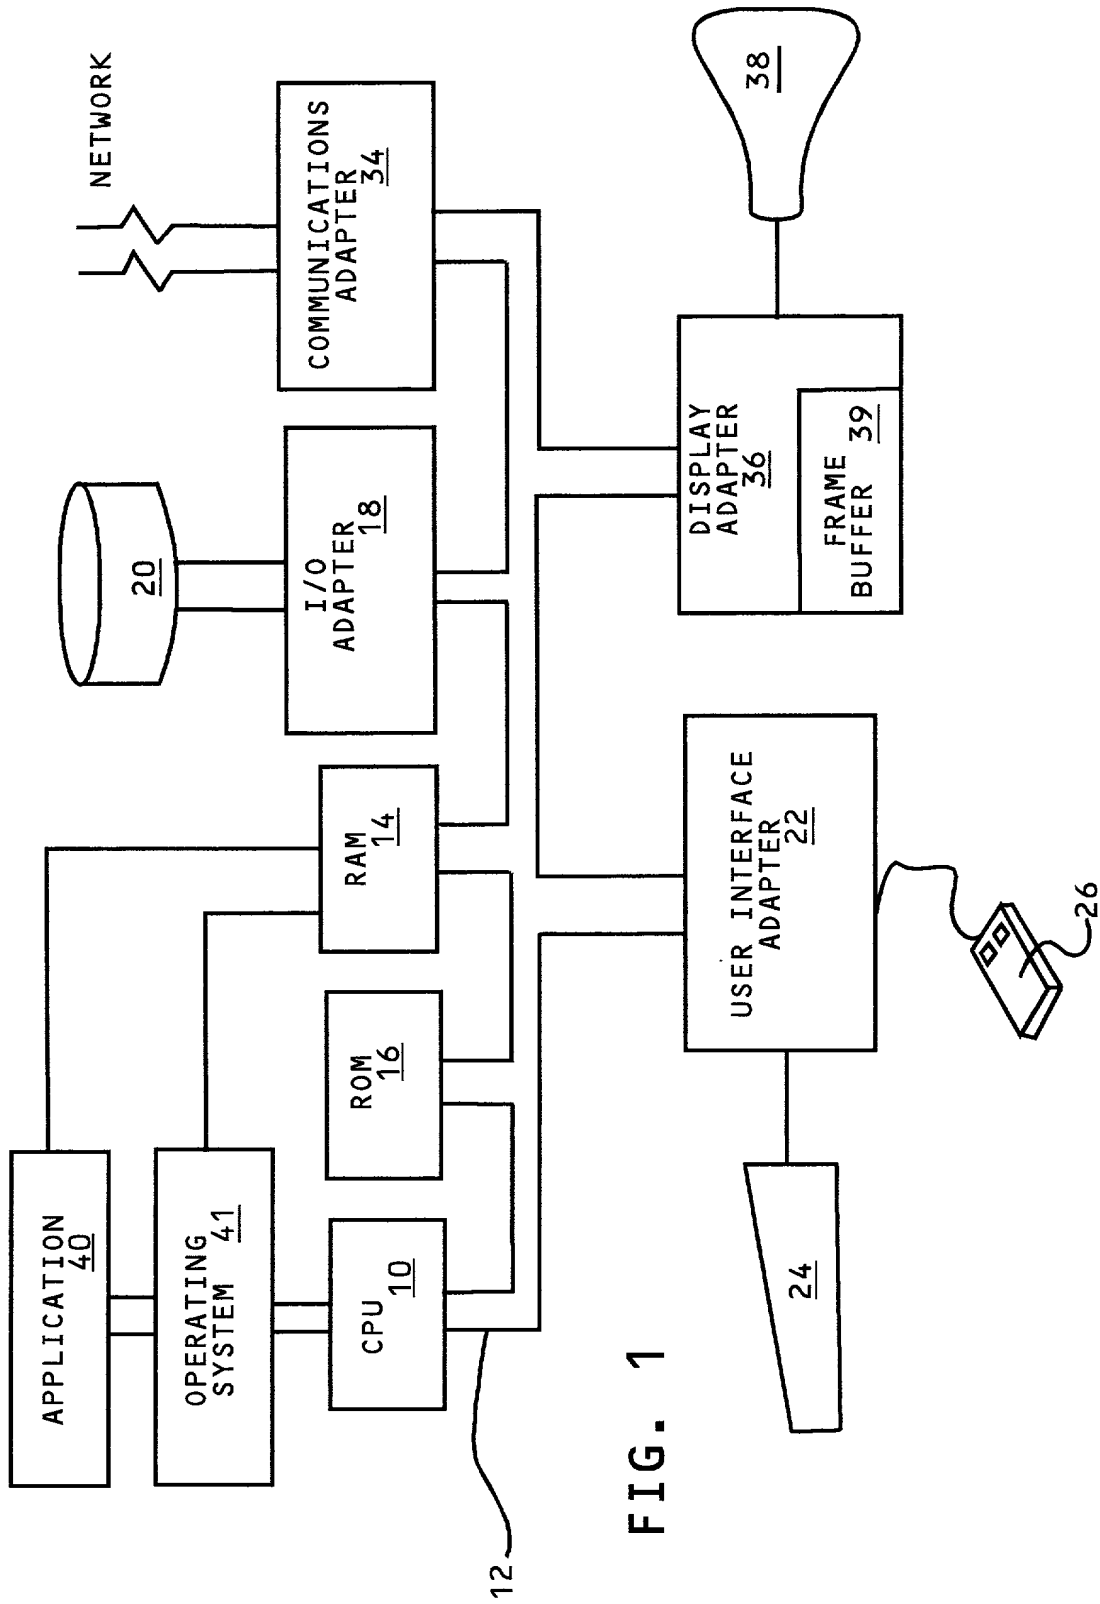 APPLICATION
40
OPERATING
SYSTEM 41
CPU
10
ROM
16
RAM
14
I/O
ADAPTER
18
20
COMMUNICATIONS
ADAPTER
34
NETWORK
12
24
USER INTERFACE
ADAPTER
22
26
DISPLAY
ADAPTER
36
FRAME
BUFFER
39
38
FIG. 1